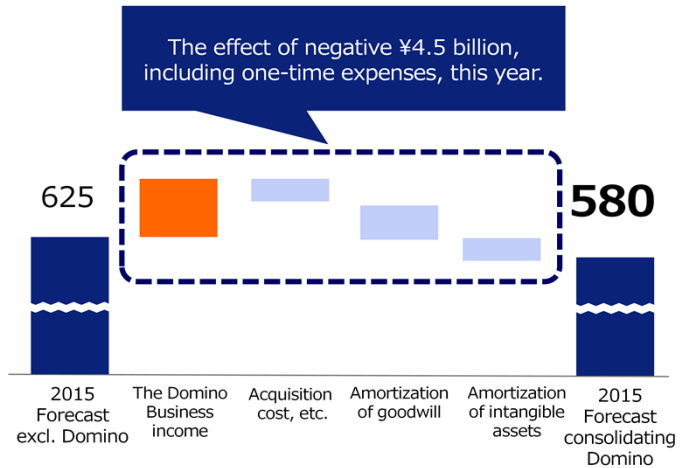 The effect of negative ¥4.5 billion,
including one-time expenses, this year.
625
580
2015
Forecast
excl. Domino
The Domino
Business
income
Acquisition
cost, etc.
Amortization
of goodwill
Amortization
of intangible
assets
2015
Forecast
consolidating
Domino